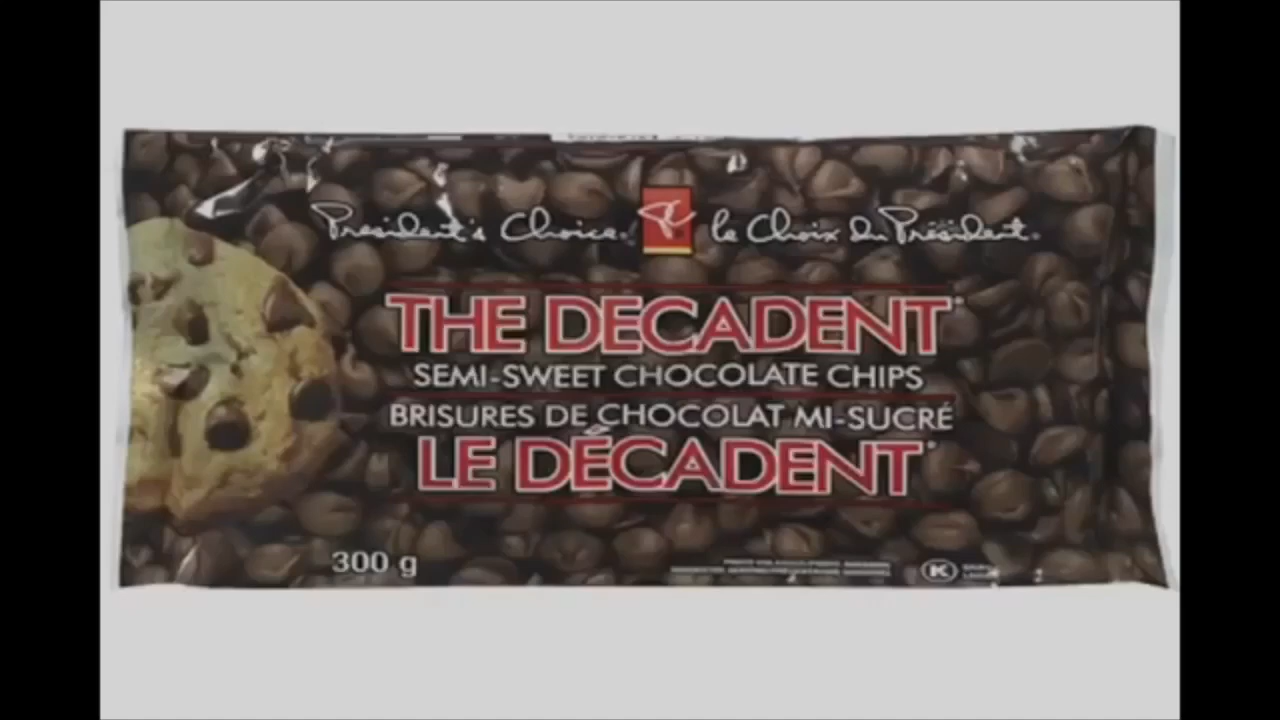 President's Choice. PC le Choix du Président.
THE DECADENT
SEMI-SWEET CHOCOLATE CHIPS
BRISURES DE CHOCOLAT MI-SUCRÉ
LE DÉCADENT
300 g
K